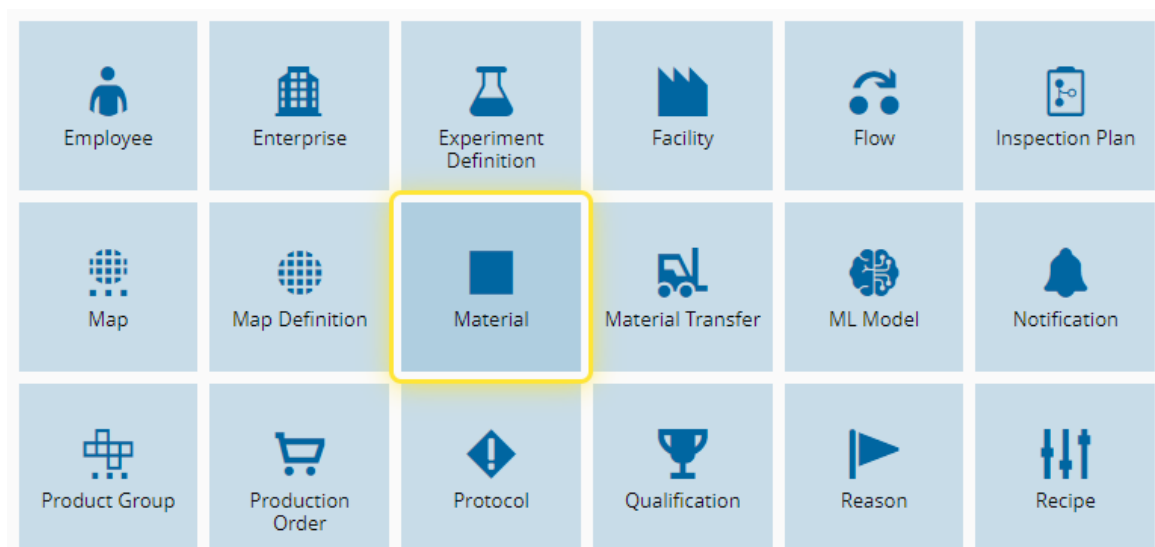 Employee
Enterprise
Experiment
Definition
Facility
Flow
Inspection Plan
Map
Map Definition
Material
Material Transfer
ML Model
Notification
Product Group
Production
Order
Protocol
Qualification
Reason
Recipe